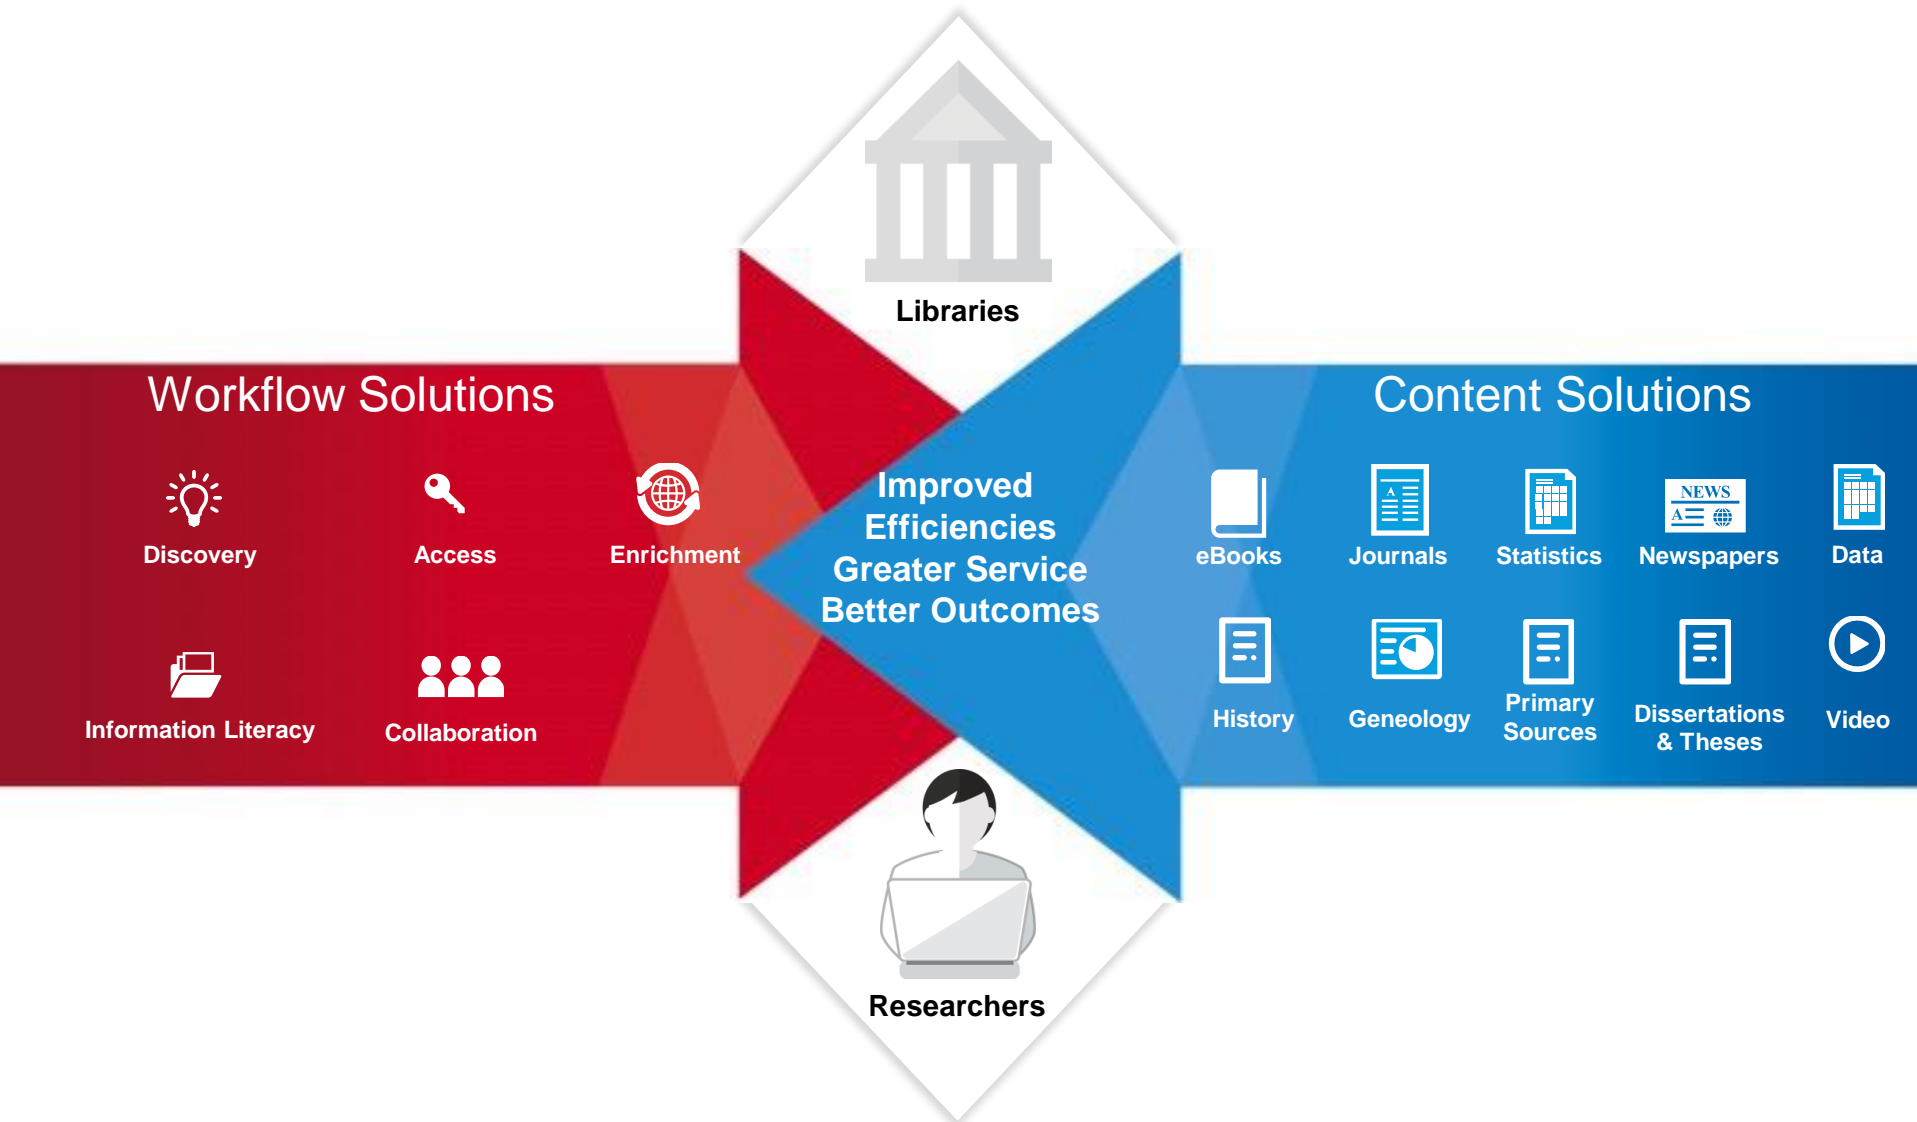 Libraries
Workflow Solutions
Discovery
Access
Enrichment
Information Literacy
Collaboration
Improved
Efficiencies
Greater Service
Better Outcomes
Content Solutions
eBooks
Journals
Statistics
NEWS
A
Newspapers
Data
A
History
Geneology
Primary
Sources
Dissertations
& Theses
Video
Researchers